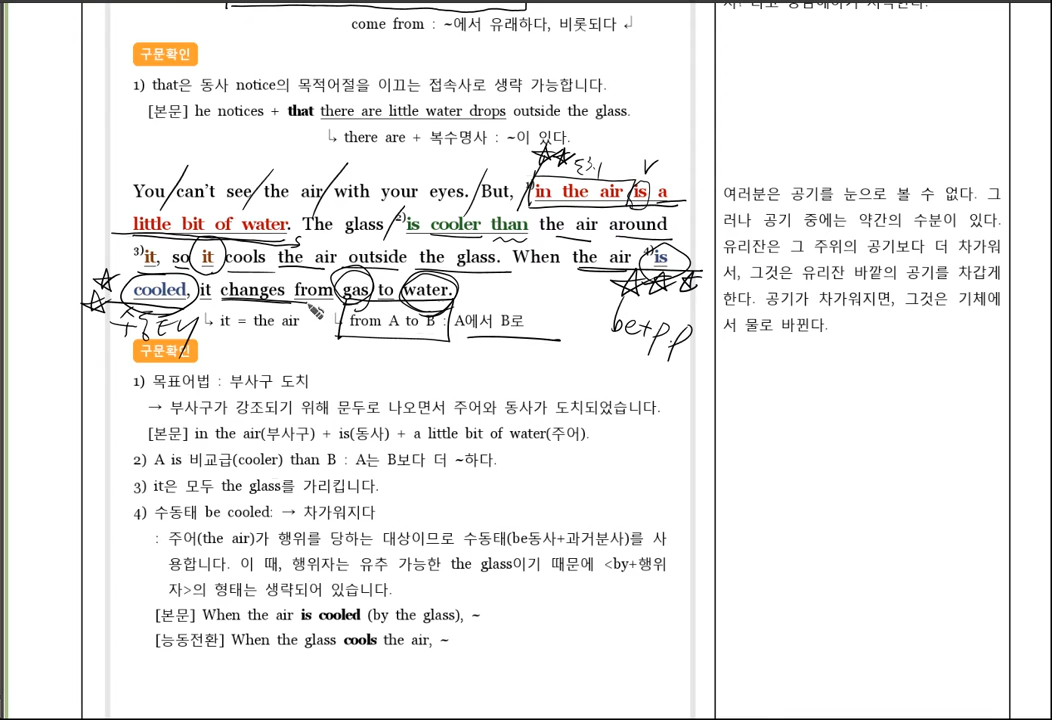 come from : ~에서 유래하다, 비롯되다 ↲
구문확인
1) that은 동사 notice의 목적어절을 이끄는 접속사로 생략 가능합니다.
[본문] he notices + that there are little water drops outside the glass.
↳ there are + 복수명사 : ~이 있다.
You can't see the air with your eyes. But, 1)in the air is a
little bit of water. The glass 2)is cooler than the air around
3)it, so it cools the air outside the glass. When the air 4)is
cooled, it changes from gas to water.
↳ it = the air ↳ from A to B : A에서 B로
be+p.p
구문확인
1) 목표어법 : 부사구 도치
→ 부사구가 강조되기 위해 문두로 나오면서 주어와 동사가 도치되었습니다.
[본문] in the air(부사구) + is(동사) + a little bit of water(주어).
2) A is 비교급(cooler) than B : A는 B보다 더 ~하다.
3) it은 모두 the glass를 가리킵니다.
4) 수동태 be cooled: → 차가워지다
: 주어(the air)가 행위를 당하는 대상이므로 수동태(be동사+과거분사)를 사
용합니다. 이 때, 행위자는 유추 가능한 the glass이기 때문에 <by+행위
자>의 형태는 생략되어 있습니다.
[본문] When the air is cooled (by the glass), ~
[능동전환] When the glass cools the air, ~
여러분은 공기를 눈으로 볼 수 없다. 그
러나 공기 중에는 약간의 수분이 있다.
유리잔은 그 주위의 공기보다 더 차가워
서, 그것은 유리잔 바깥의 공기를 차갑게
한다. 공기가 차가워지면, 그것은 기체에
서 물로 바뀐다.